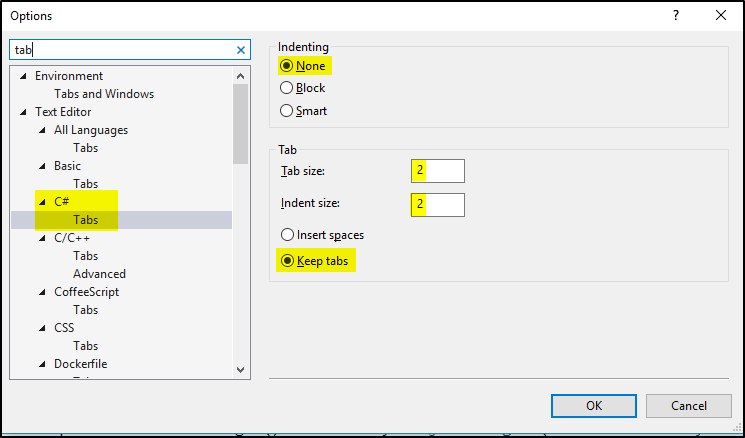 Options
?
tab
Environment
Tabs and Windows
Text Editor
All Languages
Tabs
Basic
Tabs
C#
Tabs
C/C++
Tabs
Advanced
CoffeeScript
Tabs
CSS
Tabs
Dockerfile
Indenting
None
Block
Smart
Tab
Tab size:
2
Indent size:
2
Insert spaces
Keep tabs
OK
Cancel